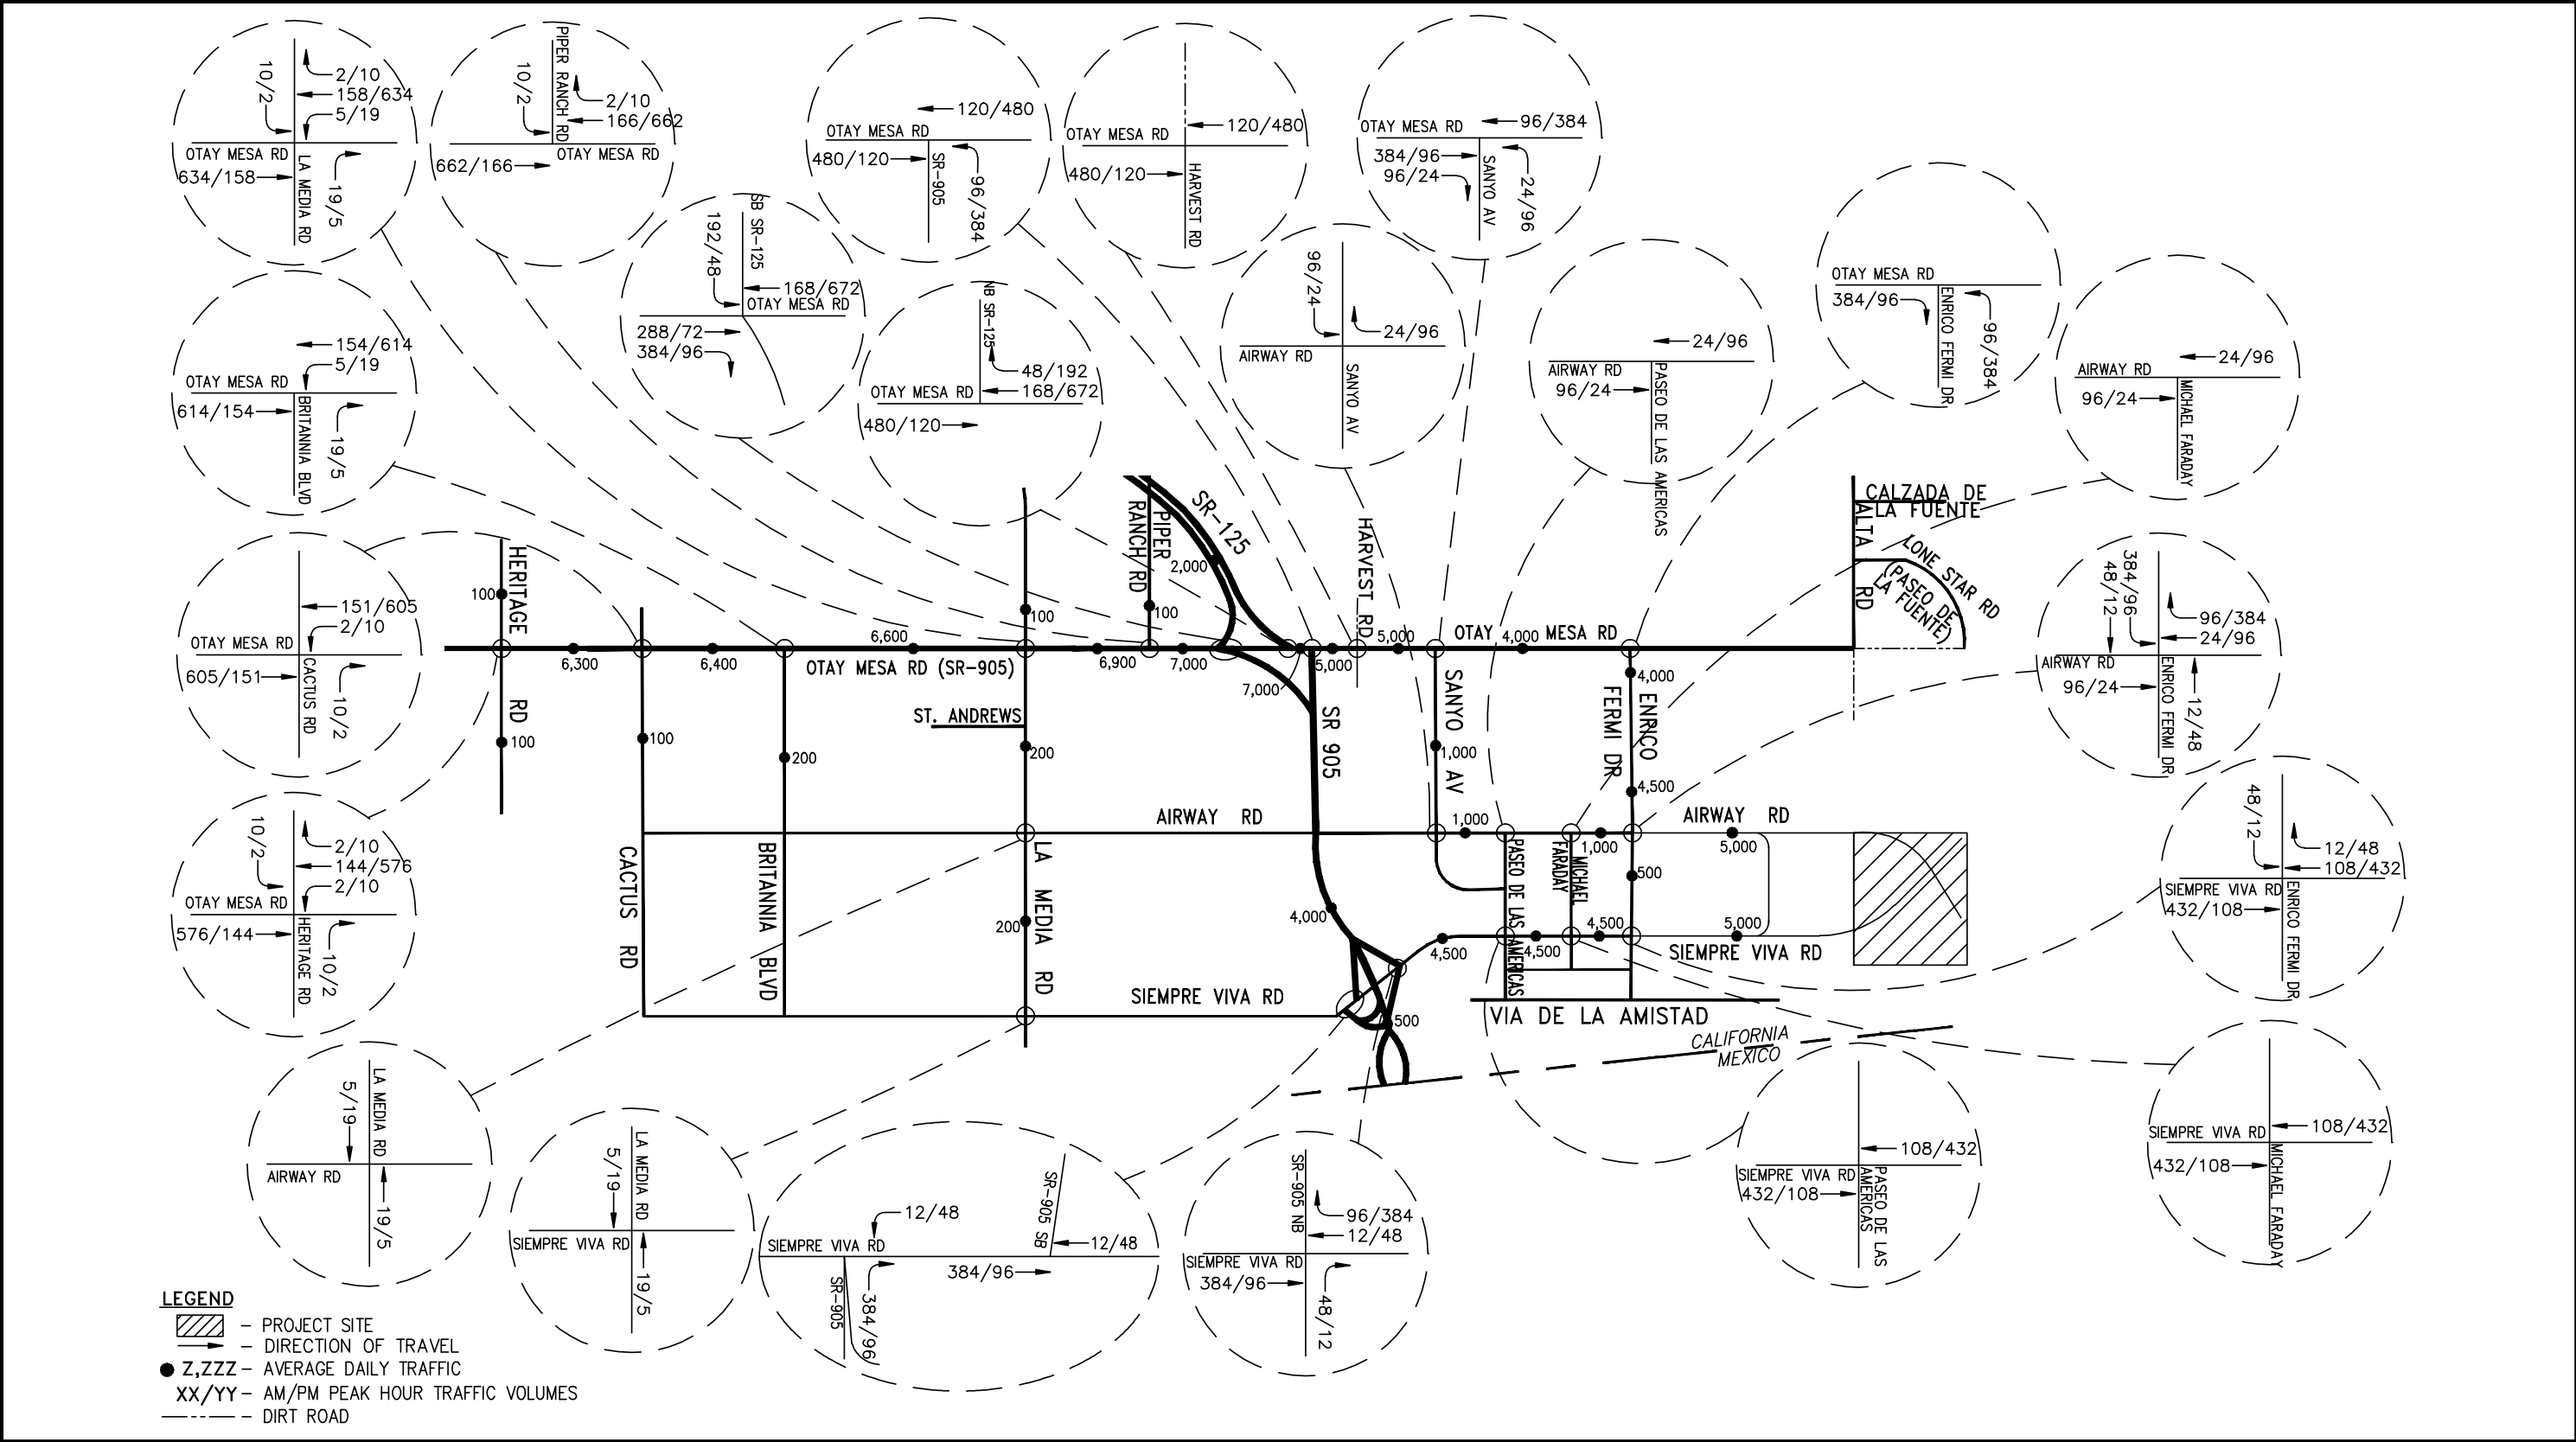 2/10
158/634
5/19
10/2
OTAY MESA RD
634/158
LA MEDIA RD
19/5
PIPER RANCH RD
10/2
2/10
166/662
OTAY MESA RD
662/166
120/480
OTAY MESA RD
480/120
SR-905
96/384
120/480
OTAY MESA RD
480/120
HARVEST RD
96/384
OTAY MESA RD
384/96
96/24
SANYO AV
24/96
SB SR-125
192/48
168/672
OTAY MESA RD
288/72
384/96
NB SR-125
48/192
OTAY MESA RD
168/672
480/120
96/24
24/96
AIRWAY RD
SANYO AV
24/96
AIRWAY RD
96/24
PASEO DE LAS AMERICAS
OTAY MESA RD
384/96
ENRICO FERMI DR
96/384
24/96
AIRWAY RD
96/24
MICHAEL FARADAY
154/614
5/19
OTAY MESA RD
614/154
BRITANNIA BLVD
19/5
151/605
2/10
OTAY MESA RD
605/151
CACTUS RD
10/2
10/2
2/10
144/576
2/10
OTAY MESA RD
576/144
HERITAGE RD
10/2
384/96
48/12
96/384
24/96
AIRWAY RD
96/24
ENRICO FERMI DR
12/48
48/12
12/48
108/432
SIEMPRE VIVA RD
432/108
ENRICO FERMI DR
HERITAGE RD
100
100
6,300
6,400
6,600
OTAY MESA RD (SR-905)
100
6,900
7,000
PIPER
RANCH RD
100
SR-125
2,000
7,000
5,000
HARVEST RD
5,000
4,000
OTAY MESA RD
CALZADA DE
LA FUENTE
ALTA RD
LONE STAR RD
(PASEO DE
LA FUENTE)
ST. ANDREWS
100
200
200
SR 905
SANYO AV
1,000
4,000
ENRICO
FERMI DR
4,500
AIRWAY RD
1,000
1,000
AIRWAY RD
5,000
CACTUS RD
BRITANNIA BLVD
LA MEDIA RD
200
4,000
PASEO DE LAS AMERICAS
MICHAEL
FARADAY
500
4,500
4,500
4,500
5,000
SIEMPRE VIVA RD
SIEMPRE VIVA RD
500
VIA DE LA AMISTAD
CALIFORNIA
MEXICO
LA MEDIA RD
5/19
AIRWAY RD
19/5
LA MEDIA RD
5/19
SIEMPRE VIVA RD
19/5
12/48
SIEMPRE VIVA RD
SR-905 SB
12/48
384/96
SR-905
384/96
SR-905 NB
96/384
12/48
SIEMPRE VIVA RD
384/96
48/12
108/432
SIEMPRE VIVA RD
432/108
PASEO DE LAS
AMERICAS
108/432
SIEMPRE VIVA RD
432/108
MICHAEL FARADAY
LEGEND
– PROJECT SITE
– DIRECTION OF TRAVEL
Z,ZZZ – AVERAGE DAILY TRAFFIC
XX/YY – AM/PM PEAK HOUR TRAFFIC VOLUMES
– DIRT ROAD